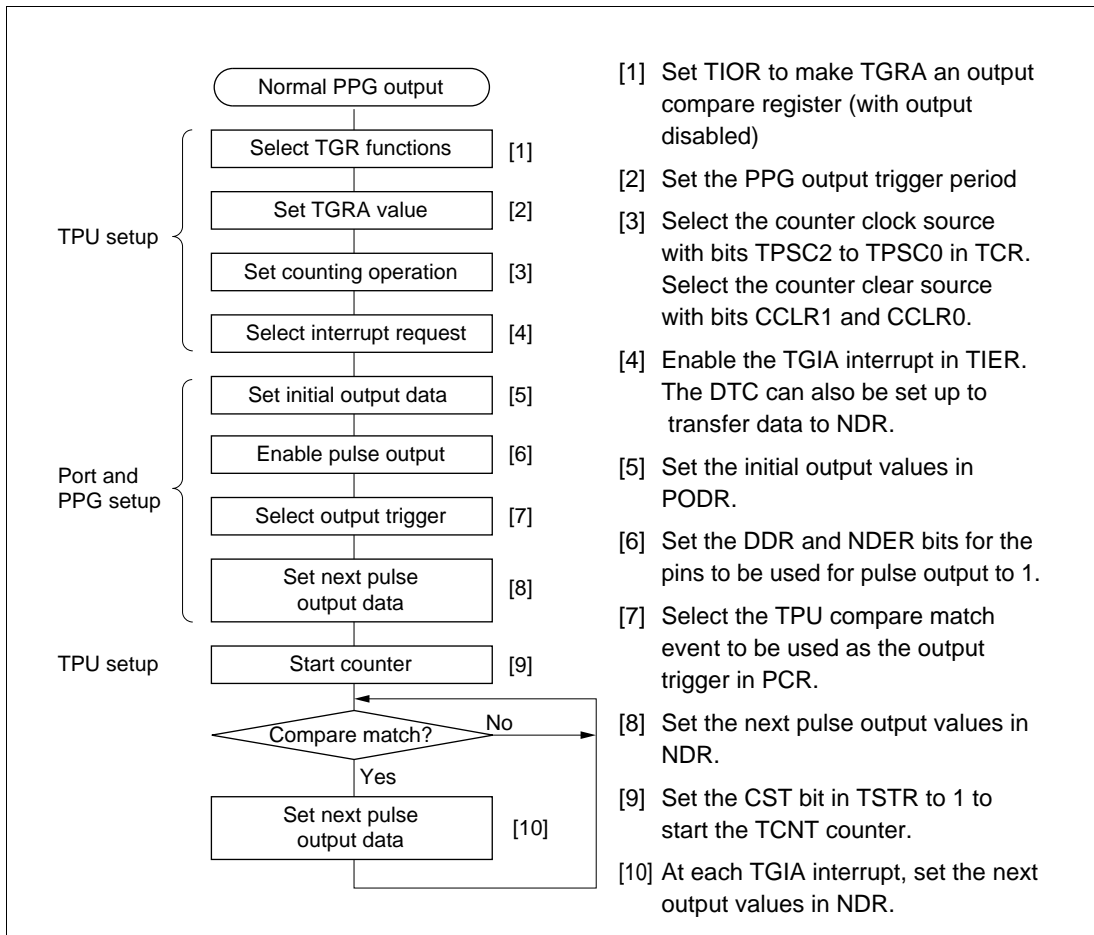 Normal PPG output
Select TGR functions [1]
Set TGRA value [2]
TPU setup
Set counting operation [3]
Select interrupt request [4]
Set initial output data [5]
Enable pulse output [6]
Port and
PPG setup
Select output trigger [7]
Set next pulse
output data
[8]
TPU setup
Start counter [9]
Compare match?
No
Yes
Set next pulse
output data
[10]
[1] Set TIOR to make TGRA an output
compare register (with output
disabled)
[2] Set the PPG output trigger period
[3] Select the counter clock source
with bits TPSC2 to TPSC0 in TCR.
Select the counter clear source
with bits CCLR1 and CCLR0.
[4] Enable the TGIA interrupt in TIER.
The DTC can also be set up to
transfer data to NDR.
[5] Set the initial output values in
PODR.
[6] Set the DDR and NDER bits for the
pins to be used for pulse output to 1.
[7] Select the TPU compare match
event to be used as the output
trigger in PCR.
[8] Set the next pulse output values in
NDR.
[9] Set the CST bit in TSTR to 1 to
start the TCNT counter.
[10] At each TGIA interrupt, set the next
output values in NDR.